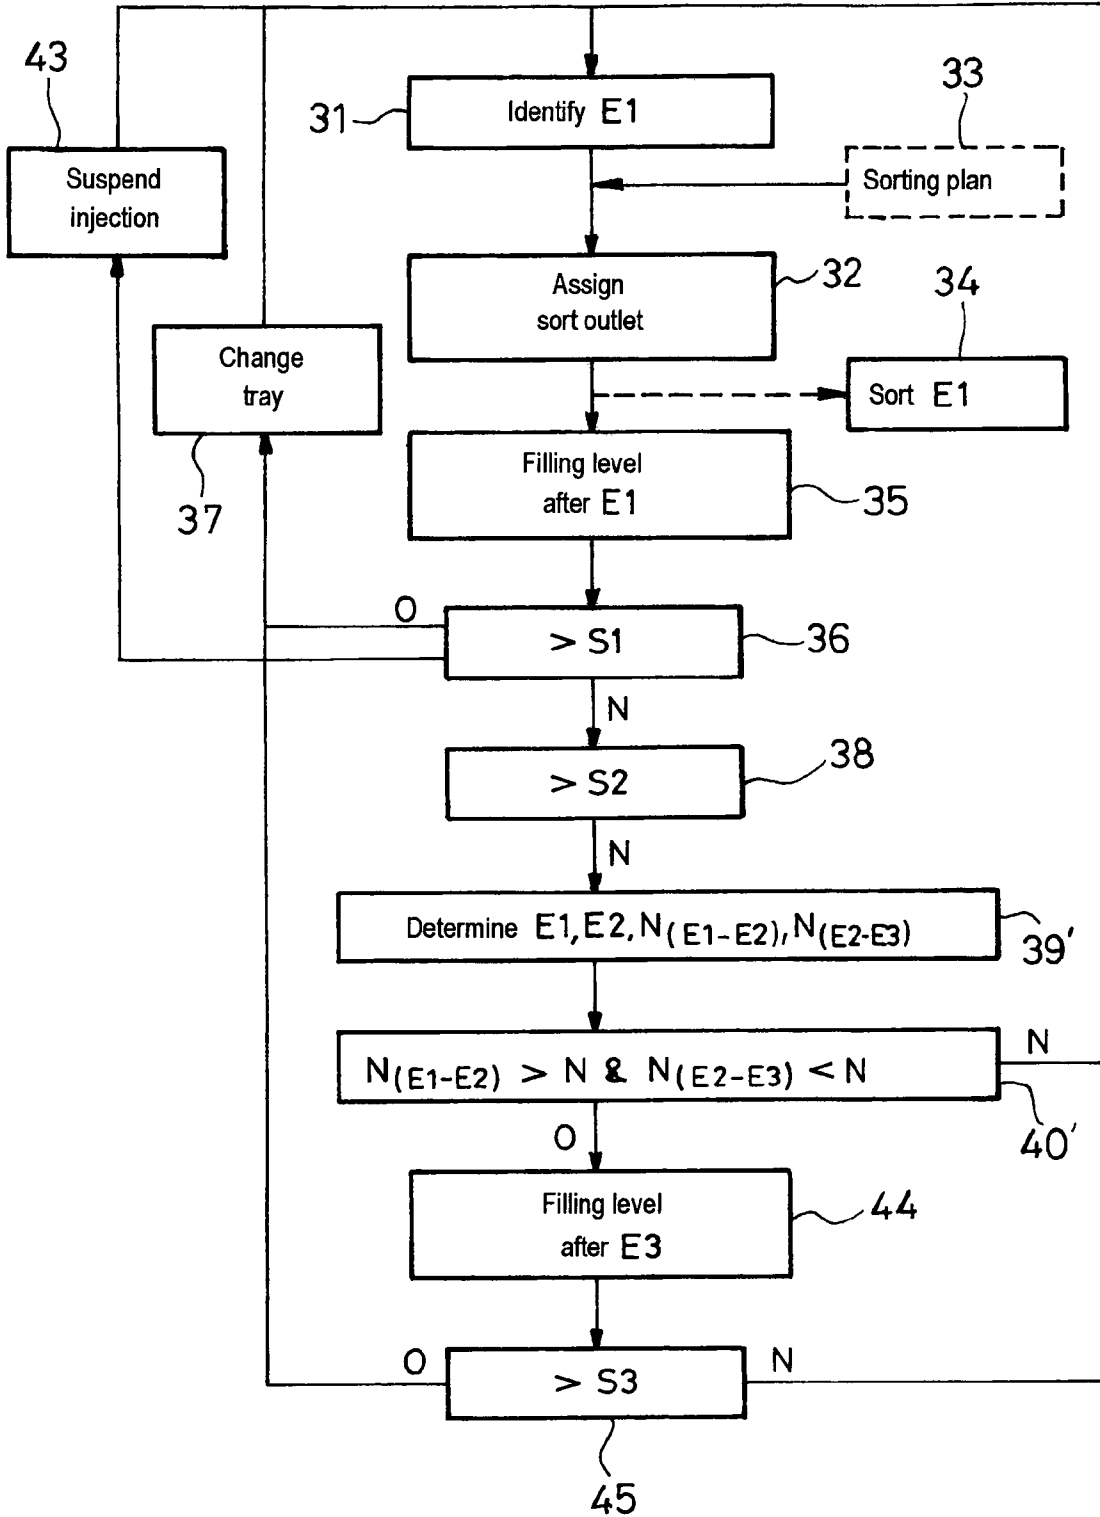 43
Suspend
injection
31
Identify E1
33
Sorting plan
Assign
sort outlet
32
34
Sort E1
Change
tray
37
Filling level
after E1
35
O
> S1
36
N
> S2
38
N
Determine E1, E2, N(E1-E2), N(E2-E3)
39'
N(E1-E2) > N & N(E2-E3) < N
N
40'
O
Filling level
after E3
44
O
> S3
N
45